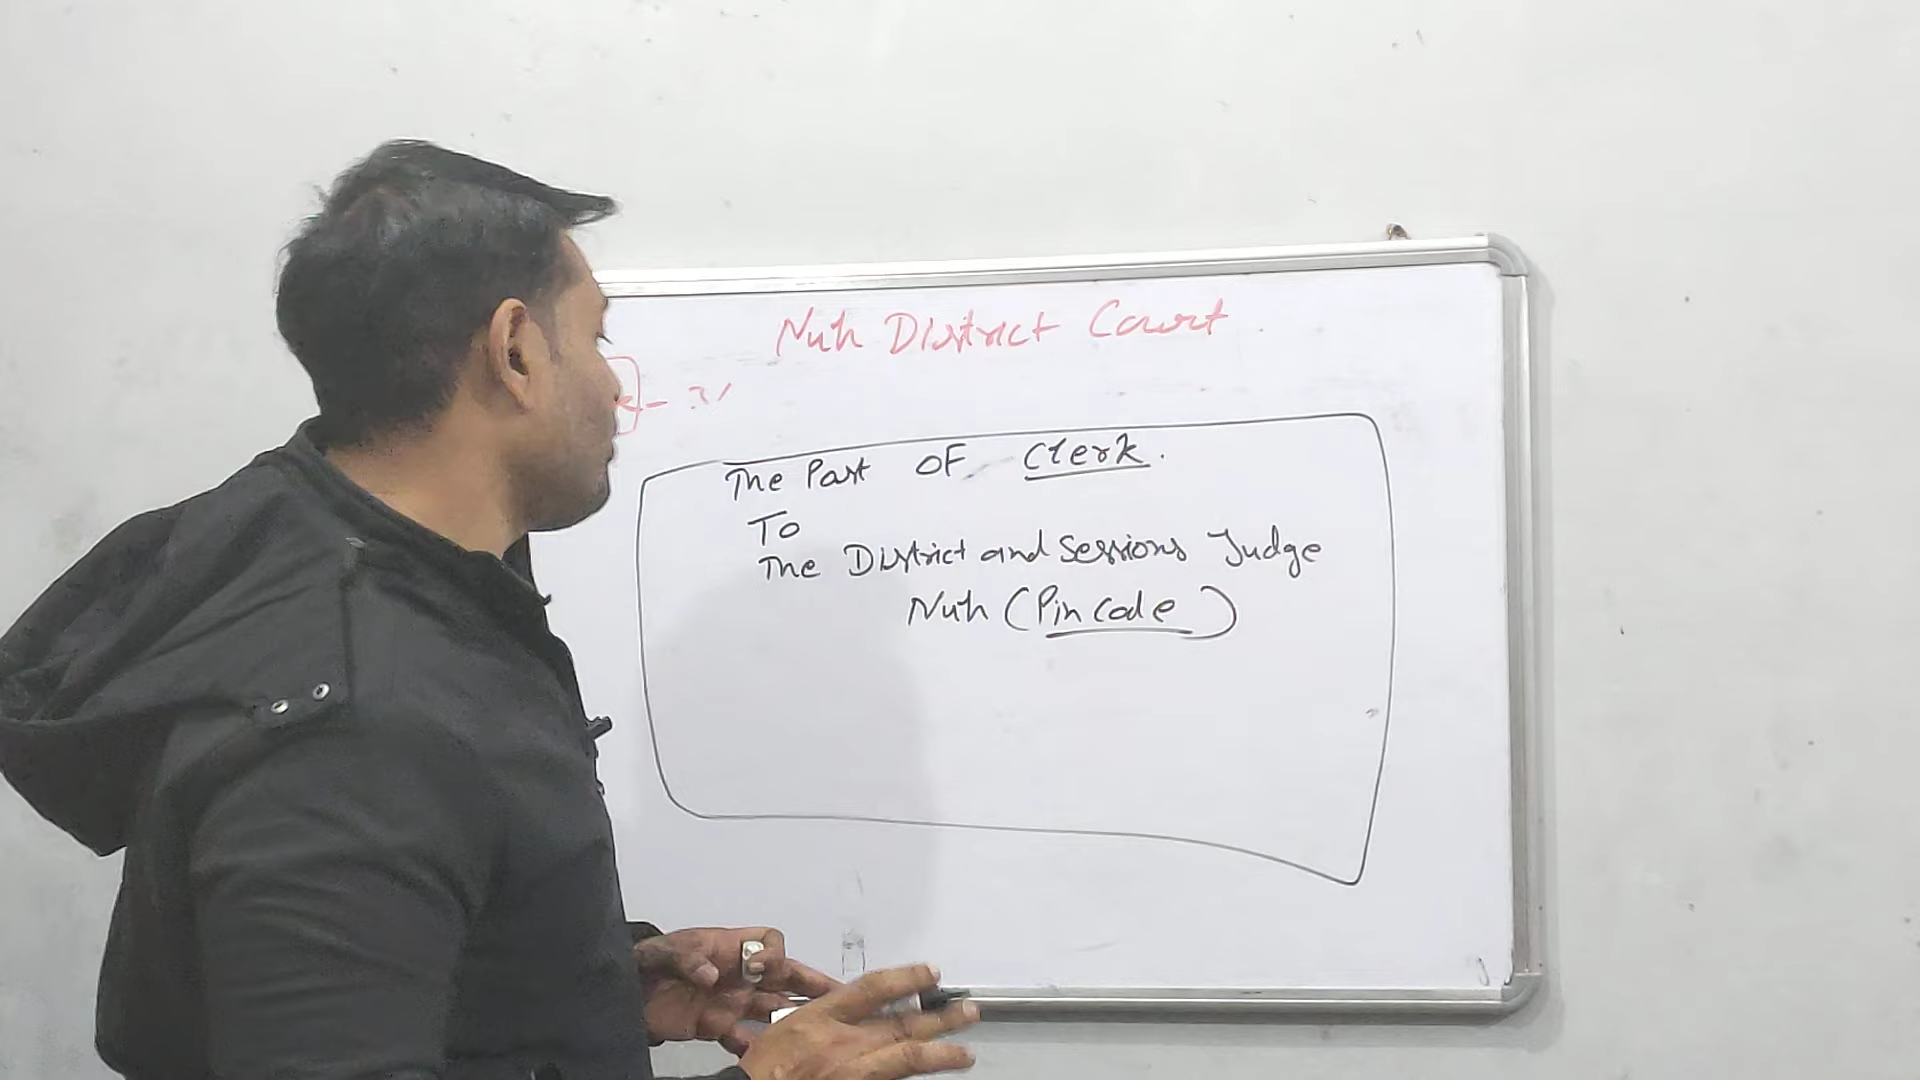 Nuh District Court
The Post OF Clerk.
To
The District and Sessions Judge
Nuh (Pin code)